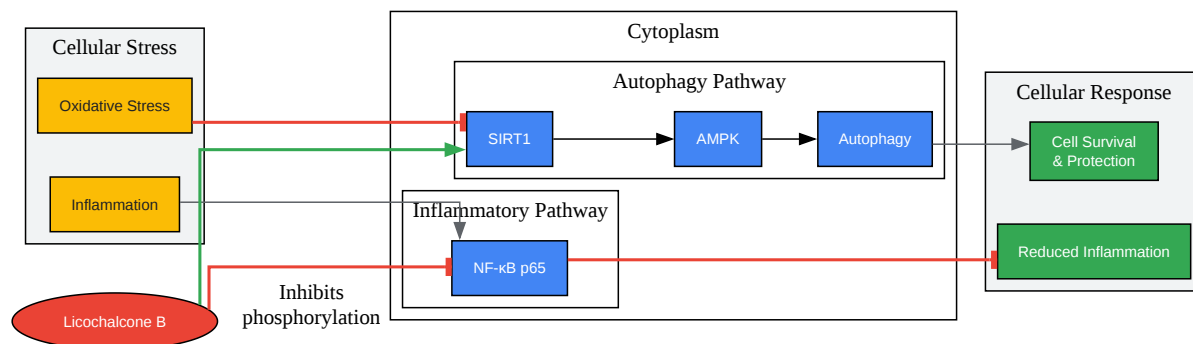 Cellular Stress
Oxidative Stress
Inflammation
Licochalcone B
Inhibits
phosphorylation
Cytoplasm
Autophagy Pathway
SIRT1
AMPK
Autophagy
Inflammatory Pathway
NF-κB p65
Cellular Response
Cell Survival
& Protection
Reduced Inflammation